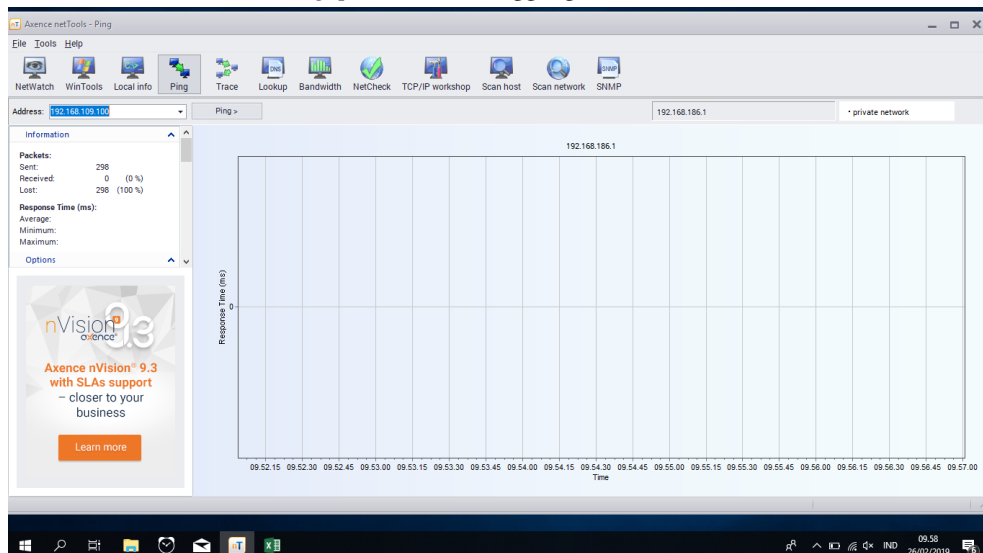 Axence netTools - Ping
File Tools Help
NetWatch WinTools Local info Ping Trace Lookup Bandwidth NetCheck TCP/IP workshop Scan host Scan network SNMP
DNS
SNMP
Address: 192.168.109.100 Ping > 192.168.186.1 • private network
Information
Packets:
Sent: 298
Received: 0 (0 %)
Lost: 298 (100 %)
Response Time (ms):
Average:
Minimum:
Maximum:
Options
nVision 9.3
axence
Axence nVision® 9.3
with SLAs support
– closer to your
business
Learn more
192.168.186.1
Response Time (ms)
0
09.52.15 09.52.30 09.52.45 09.53.00 09.53.15 09.53.30 09.53.45 09.54.00 09.54.15 09.54.30 09.54.45 09.55.00 09.55.15 09.55.30 09.55.45 09.56.00 09.56.15 09.56.30 09.56.45 09.57.00
Time
nT
IND
09.58
26/02/2019